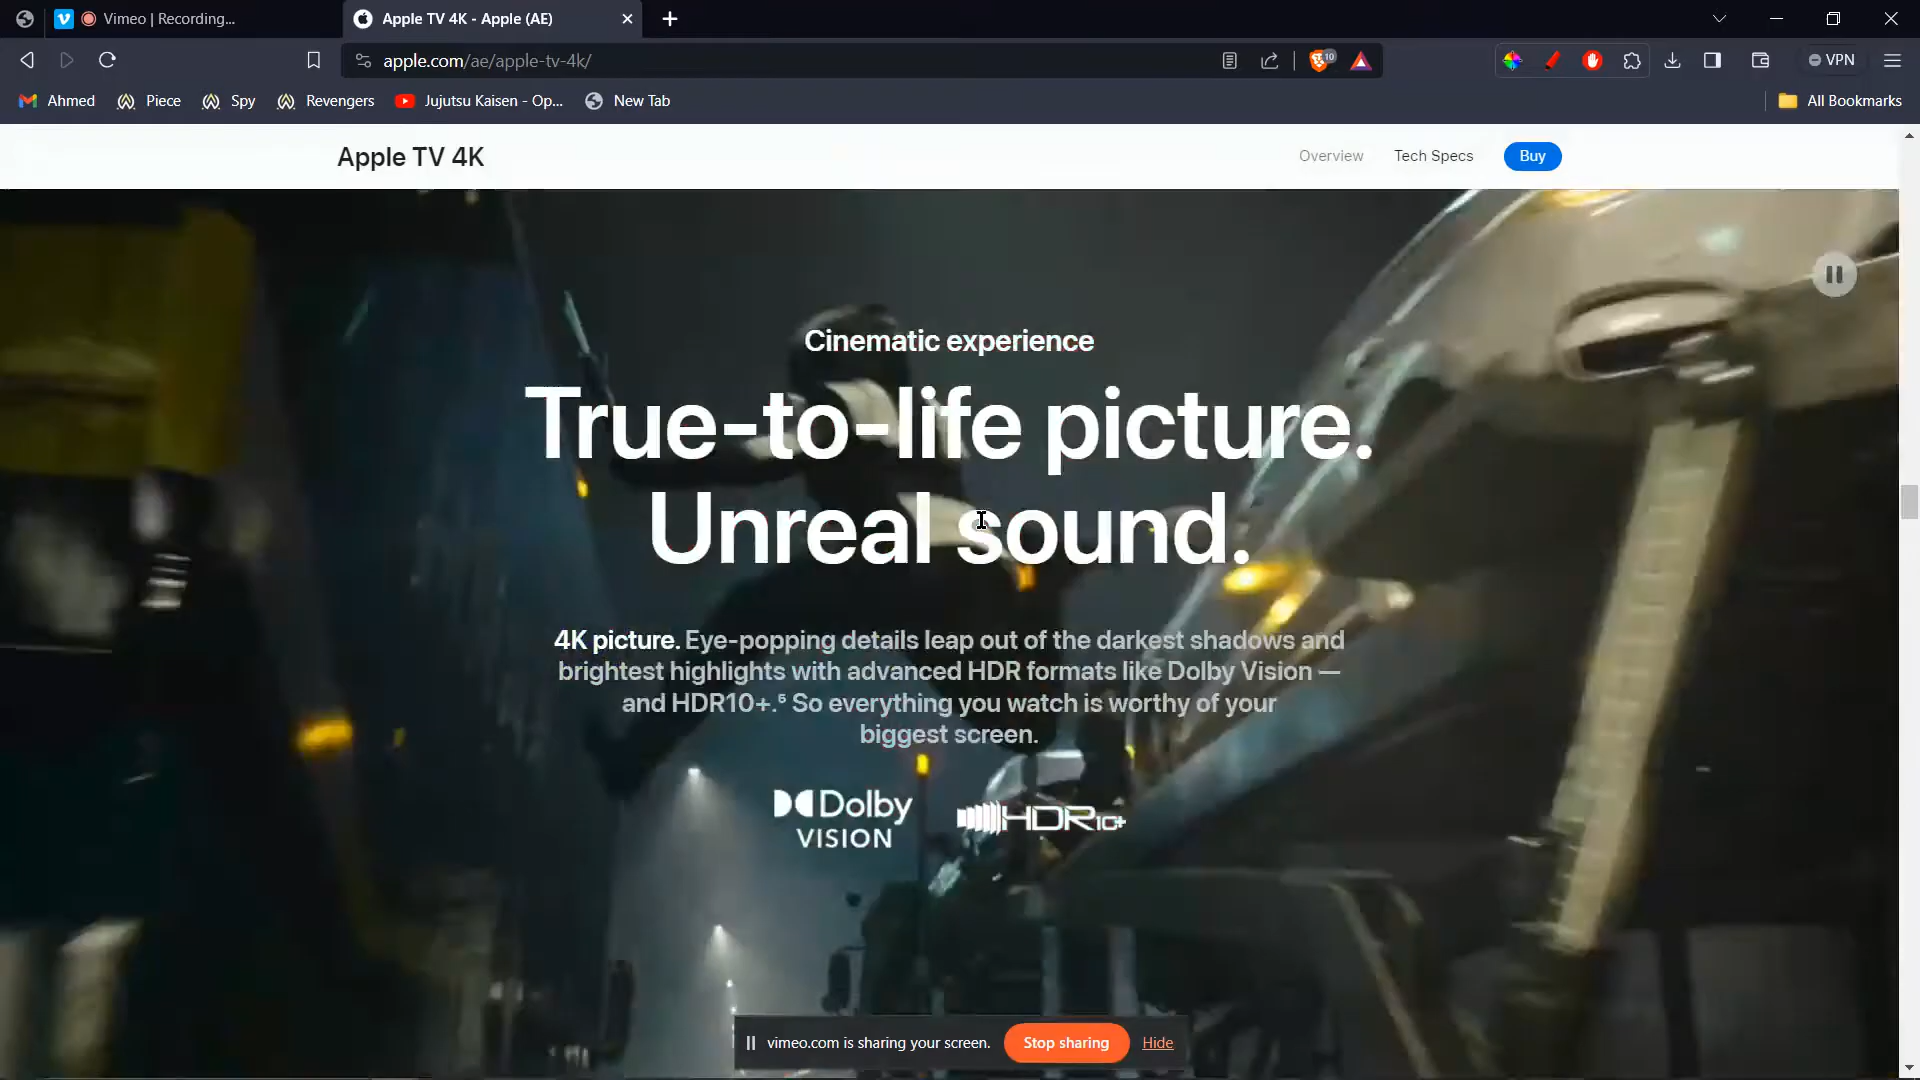 Vimeo | Recording...
Apple TV 4K - Apple (AE)
apple.com/ae/apple-tv-4k/
10
VPN
Ahmed
Piece
Spy
Revengers
Jujutsu Kaisen - Op...
New Tab
All Bookmarks
Apple TV 4K
Overview
Tech Specs
Buy
Cinematic experience
True-to-life picture.
Unreal sound.
4K picture. Eye-popping details leap out of the darkest shadows and
brightest highlights with advanced HDR formats like Dolby Vision —
and HDR10+.⁵ So everything you watch is worthy of your
biggest screen.
Dolby
VISION
HDR10+
vimeo.com is sharing your screen.
Stop sharing
Hide